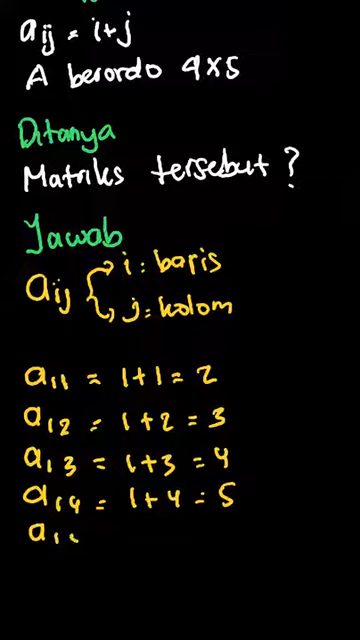 aij = i+j
A berordo 4x5
Ditanya
Matriks tersebut?
Jawab
aij i: baris
j: kolom
a11 = 1+1 = 2
a12 = 1+2 = 3
a13 = 1+3 = 4
a14 = 1+4 = 5
a1